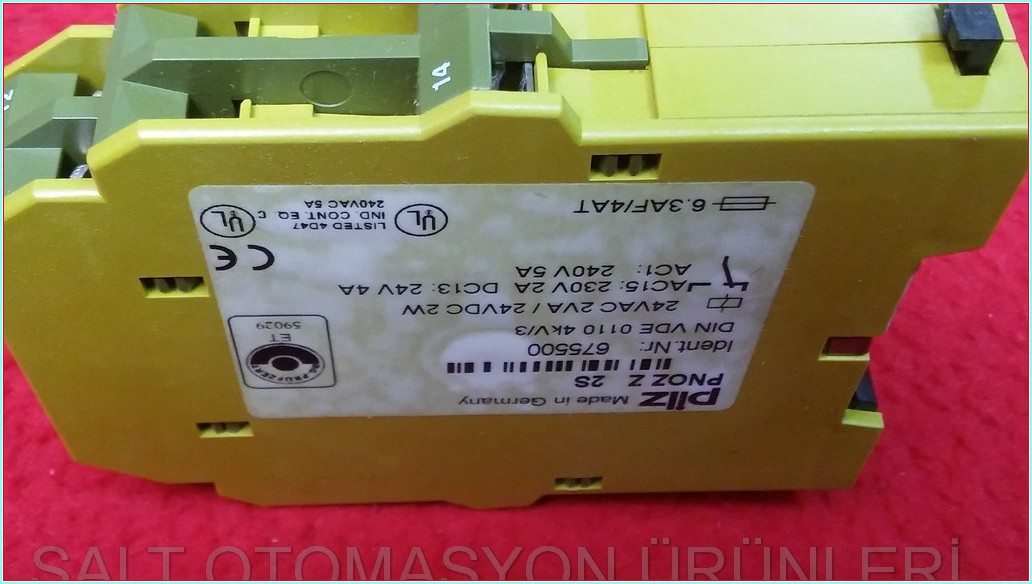 pilz Made in Germany
PNOZ Z 2S
Ident.Nr.: 675500
DIN VDE 0110 4kV/3
24VAC 2VA / 24VDC 2W
AC15: 230V 2A DC13: 24V 4A
AC1: 240V 5A
6.3AF/4AT
ET
59029
CE
UL
LISTED 4D47
IND. CONT. EQ.
240VAC 5A
C UL
14
SALT OTOMASYON ÜRÜNLERİ